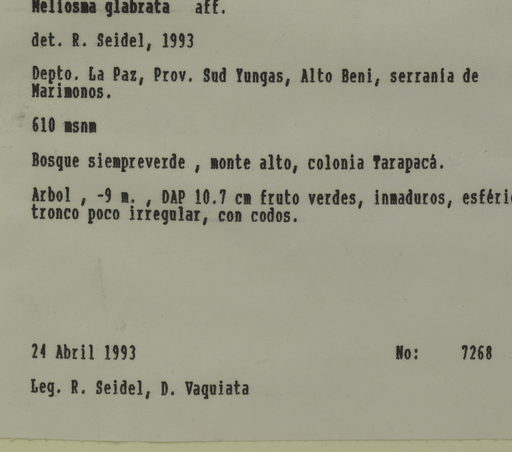 Meliosma glabrata aff.
det. R. Seidel, 1993
Depto. La Paz, Prov. Sud Yungas, Alto Beni, serranía de
Marimonos.
610 msnm
Bosque siempreverde , monte alto, colonia Tarapacá.
Arbol , -9 m. , DAP 10.7 cm fruto verdes, inmaduros, esféric
tronco poco irregular, con codos.
24 Abril 1993 No: 7268
Leg. R. Seidel, D. Vaquiata